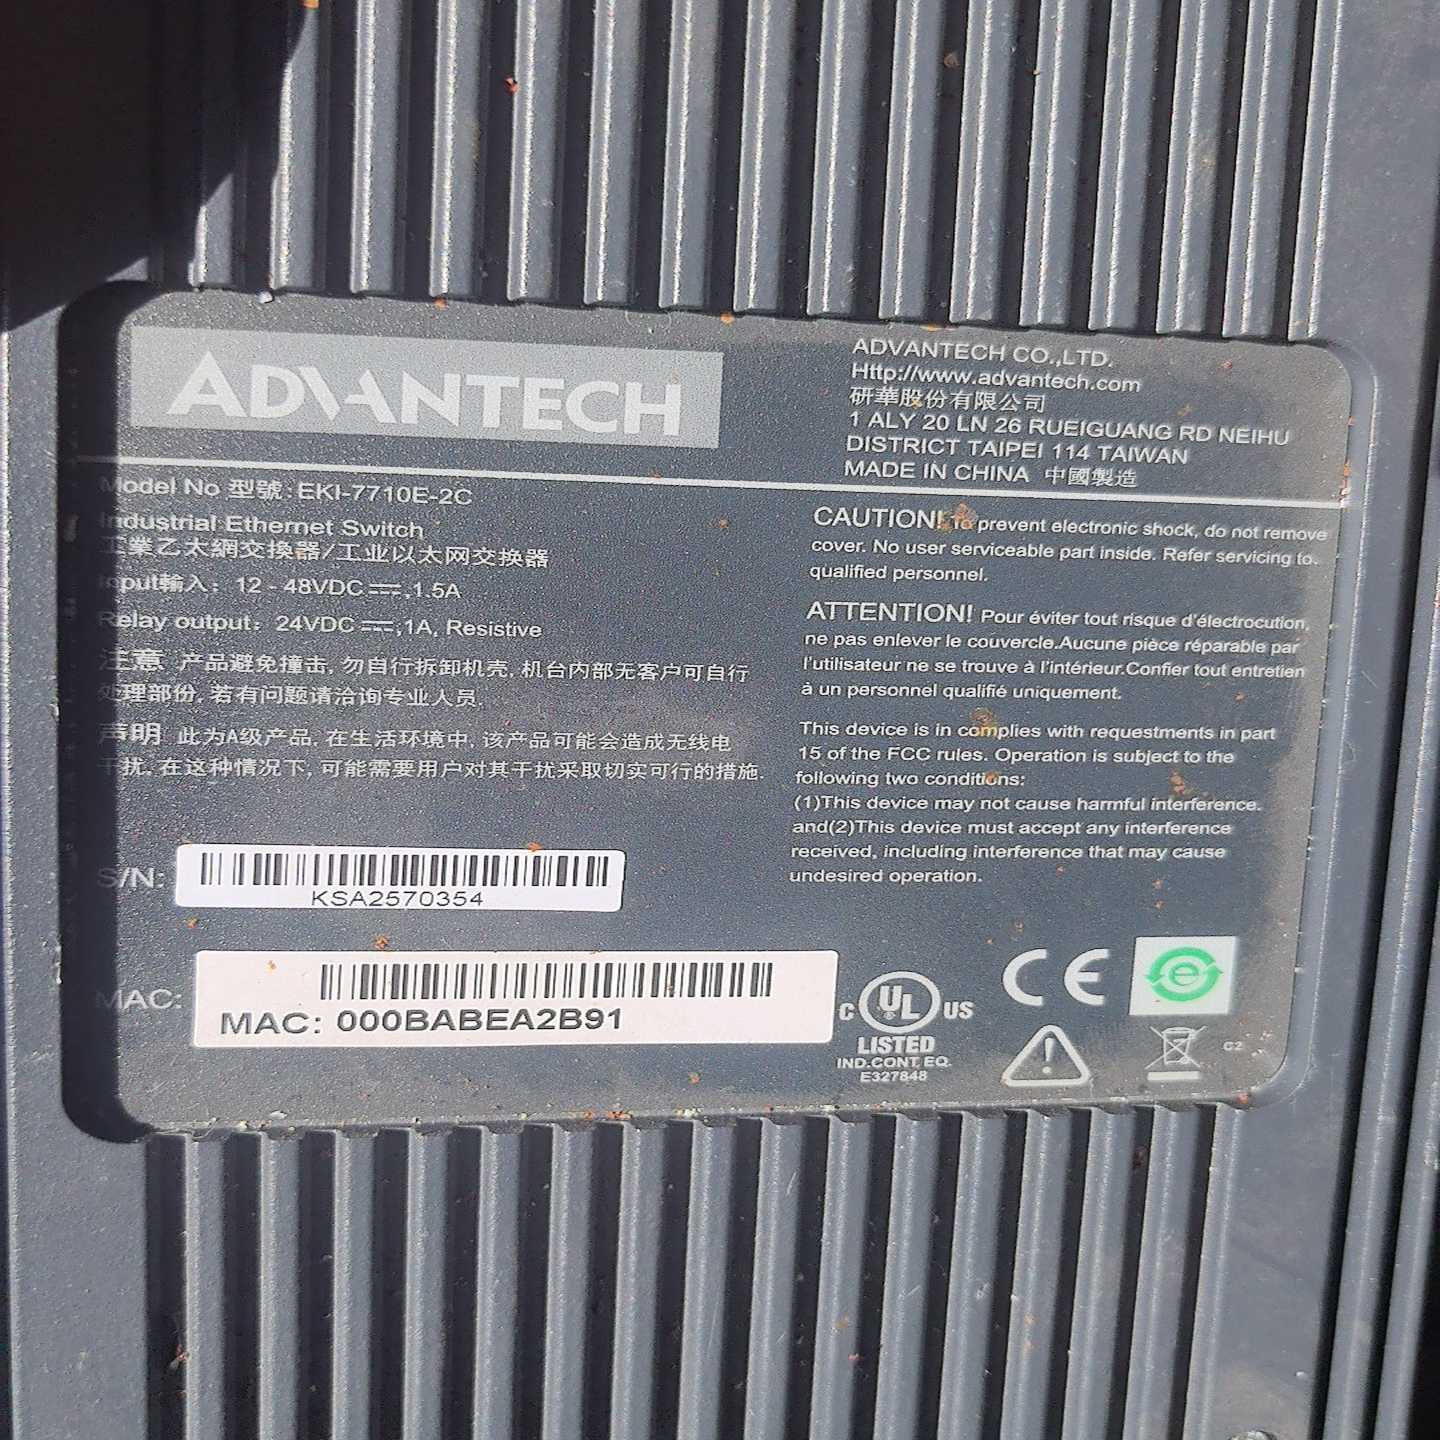 ADVANTECH
ADVANTECH CO.,LTD.
Http://www.advantech.com
研華股份有限公司
1 ALY 20 LN 26 RUEIGUANG RD NEIHU
DISTRICT TAIPEI 114 TAIWAN
MADE IN CHINA 中國製造
Model No 型號：EKI-7710E-2C
Industrial Ethernet Switch
工業乙太網交換器/工业以太网交换器
Input輸入：12 - 48VDC⎓,1.5A
Relay output：24VDC⎓,1A, Resistive
注意 产品避免撞击, 勿自行拆卸机壳, 机台内部无客户可自行
处理部份, 若有问题请洽询专业人员.
声明 此为A级产品, 在生活环境中, 该产品可能会造成无线电
干扰, 在这种情况下, 可能需要用户对其干扰采取切实可行的措施.
S/N:
KSA2570354
MAC:
MAC: 000BABEA2B91
CAUTION! To prevent electronic shock, do not remove
cover. No user serviceable part inside. Refer servicing to
qualified personnel.
ATTENTION! Pour éviter tout risque d'électrocution,
ne pas enlever le couvercle.Aucune pièce réparable par
l'utilisateur ne se trouve à l'intérieur.Confier tout entretien
à un personnel qualifié uniquement.
This device is in complies with requestments in part
15 of the FCC rules. Operation is subject to the
following two conditions:
(1)This device may not cause harmful interference.
and(2)This device must accept any interference
received, including interference that may cause
undesired operation.
C UL US
LISTED
IND.CONT. EQ.
E327848
CE
e
!
C2